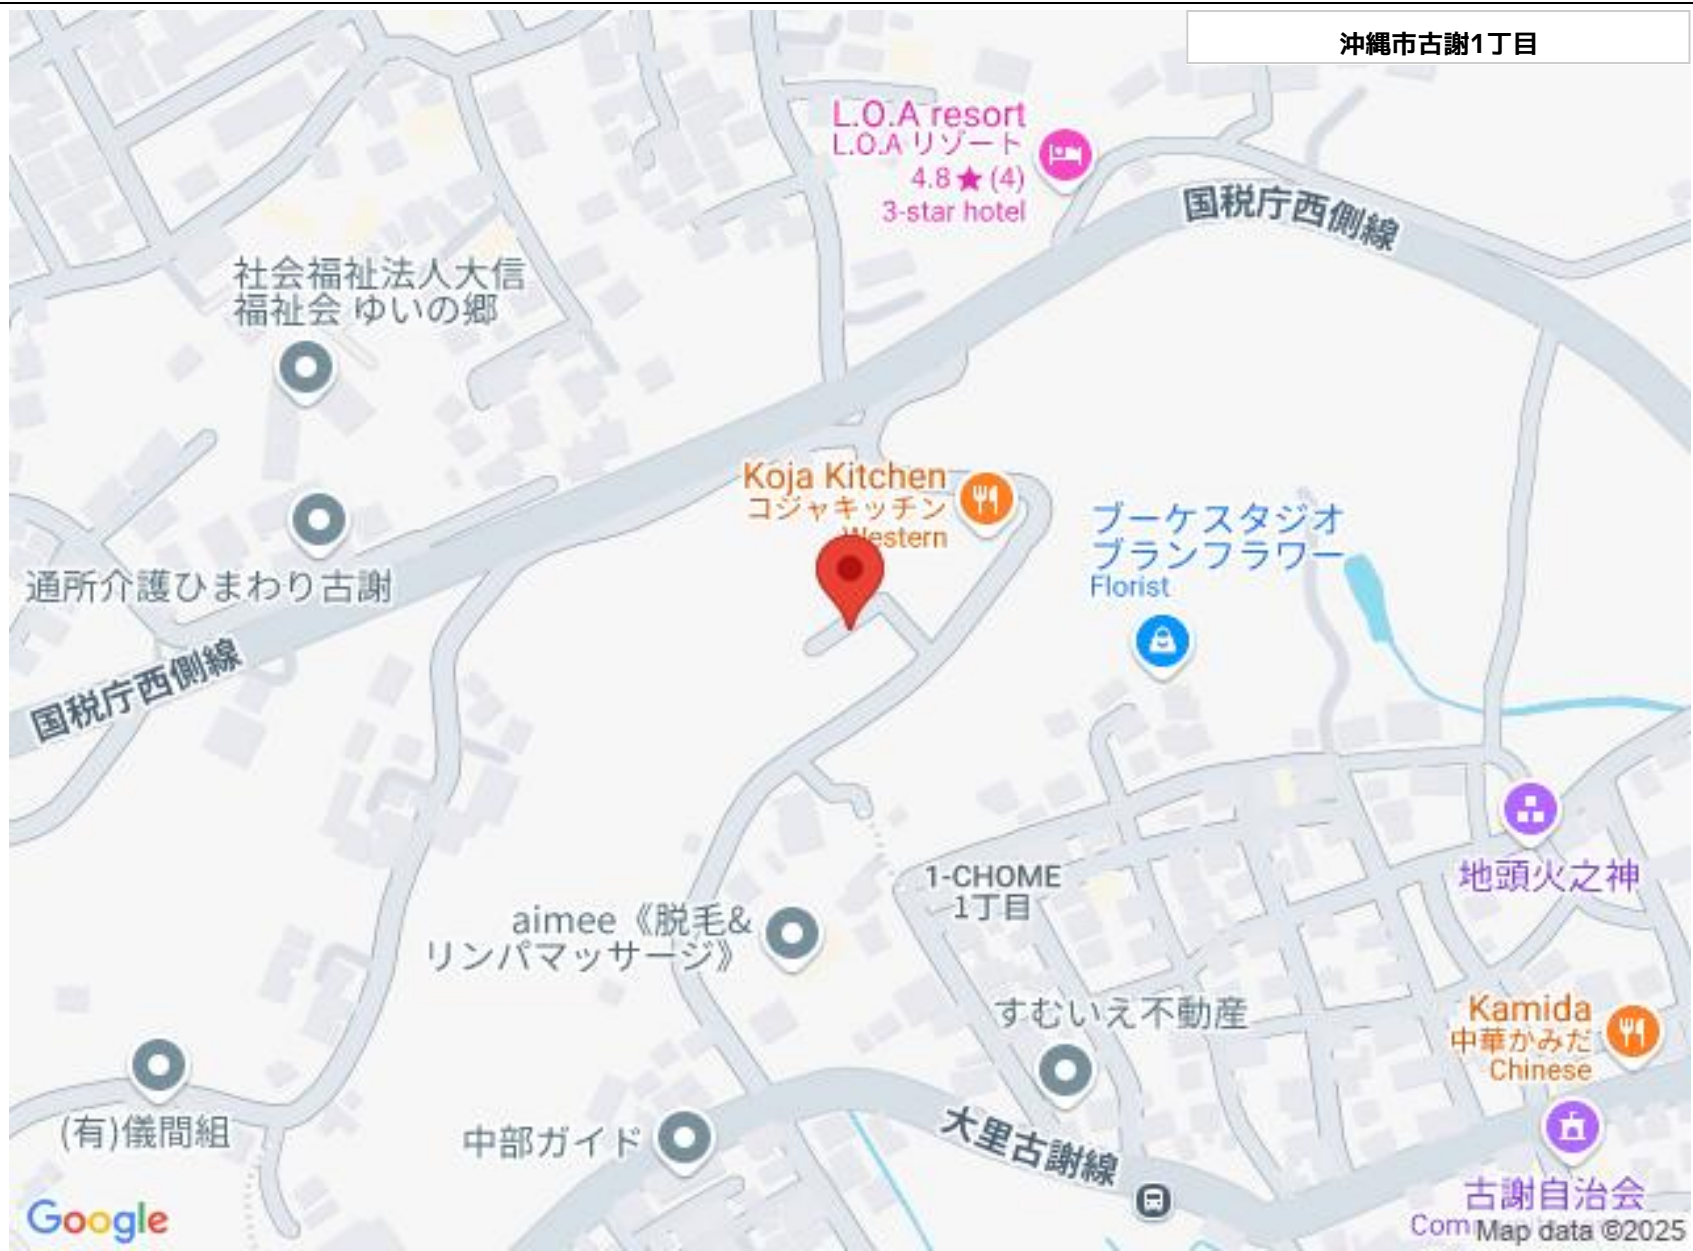 沖縄市古謝1丁目
L.O.A resort
L.O.A リゾート
4.8★ (4)
3-star hotel
国税庁西側線
社会福祉法人大信
福祉会 ゆいの郷
Koja Kitchen
コジャキッチン
Western
ブーケスタジオ
ブランフラワー
Florist
通所介護ひまわり古謝
国税庁西側線
地頭火之神
1-CHOME
1丁目
aimee《脱毛&
リンパマッサージ》
すむいえ不動産
Kamida
中華かみだ
Chinese
(有)儀間組
中部ガイド
大里古謝線
古謝自治会
Com
Google
Map data ©2025